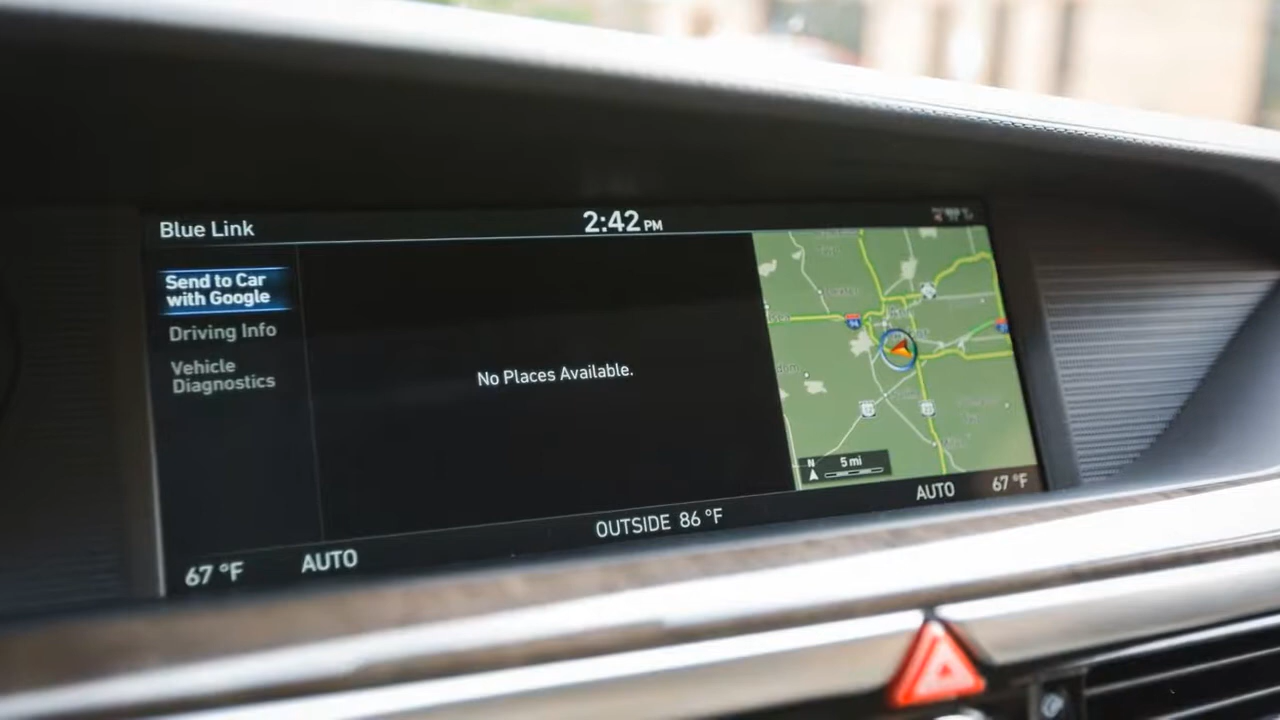 Blue Link
2:42 PM
Send to Car
with Google
Driving Info
Vehicle
Diagnostics
No Places Available.
94
N
5 mi
67 °F
AUTO
OUTSIDE 86 °F
AUTO
67 °F